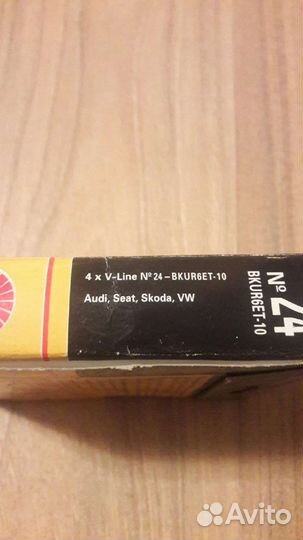 4 x V-Line Nº 24 – BKUR6ET-10
Audi, Seat, Skoda, VW
Nº 24
BKUR6ET-10
Avito